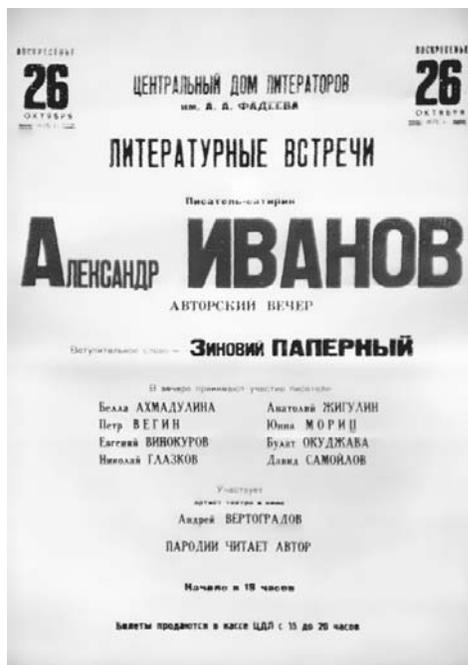 ВОСКРЕСЕНЬЕ
26
ОКТЯБРЯ
ВОСКРЕСЕНЬЕ
26
ОКТЯБРЯ
ЦЕНТРАЛЬНЫЙ ДОМ ЛИТЕРАТОРОВ
им. А. А. ФАДЕЕВА
ЛИТЕРАТУРНЫЕ ВСТРЕЧИ
Писатель-сатирик
АЛЕКСАНДР ИВАНОВ
АВТОРСКИЙ ВЕЧЕР
Вступительное слово — Зиновий ПАПЕРНЫЙ
В вечере принимают участие писатели
Белла АХМАДУЛИНА
Петр ВЕГИН
Евгений ВИНОКУРОВ
Николай ГЛАЗКОВ
Анатолий ЖИГУЛИН
Юнна МОРИЦ
Булат ОКУДЖАВА
Давид САМОЙЛОВ
Участвует
артист театра и кино
Андрей ВЕРТОГРАДОВ
ПАРОДИИ ЧИТАЕТ АВТОР
Начало в 19 часов
Билеты продаются в кассе ЦДЛ с 15 до 20 часов